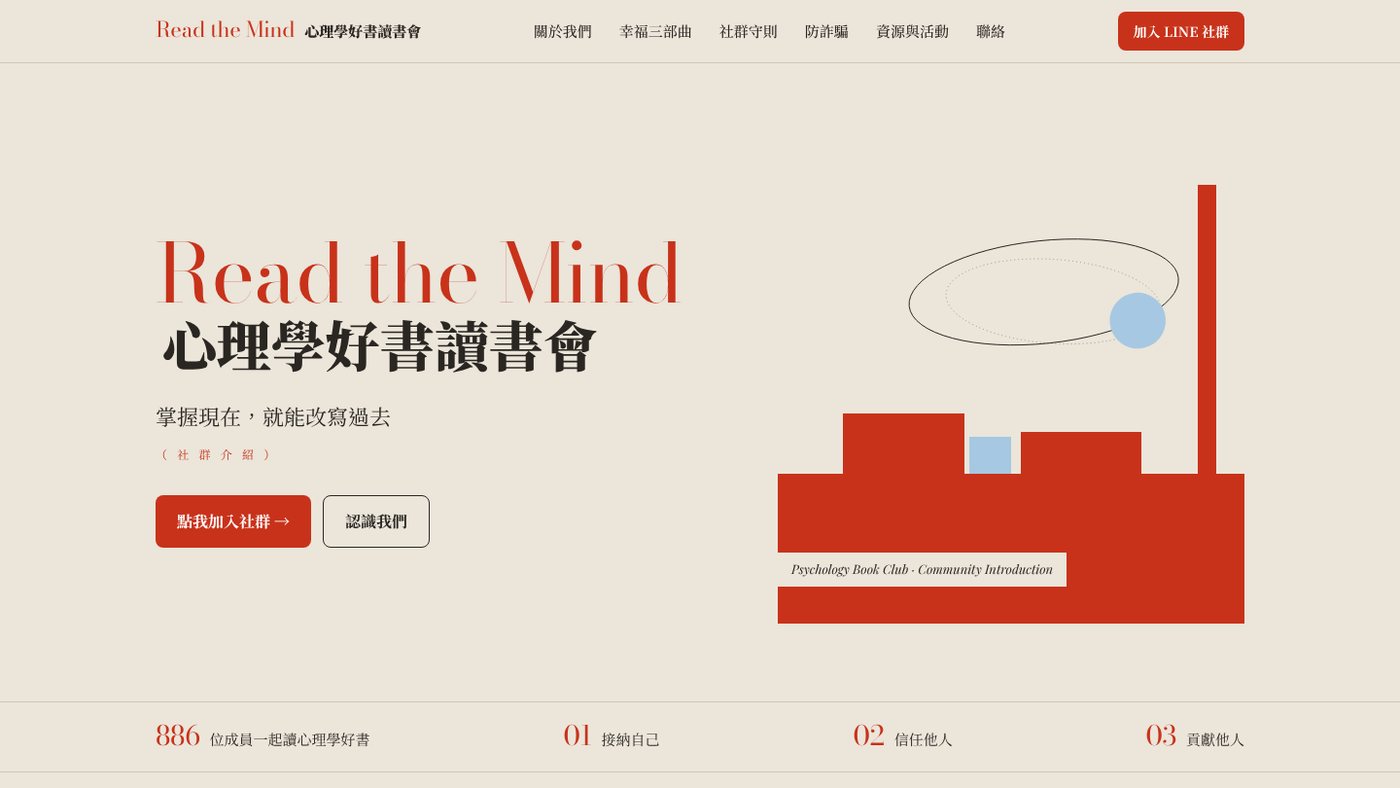 Read the Mind 心理學好書讀書會
關於我們 幸福三部曲 社群守則 防詐騙 資源與活動 聯絡
加入 LINE 社群
Read the Mind
心理學好書讀書會
掌握現在，就能改寫過去
（社群介紹）
點我加入社群 → 認識我們
Psychology Book Club · Community Introduction
886 位成員一起讀心理學好書
01 接納自己
02 信任他人
03 貢獻他人